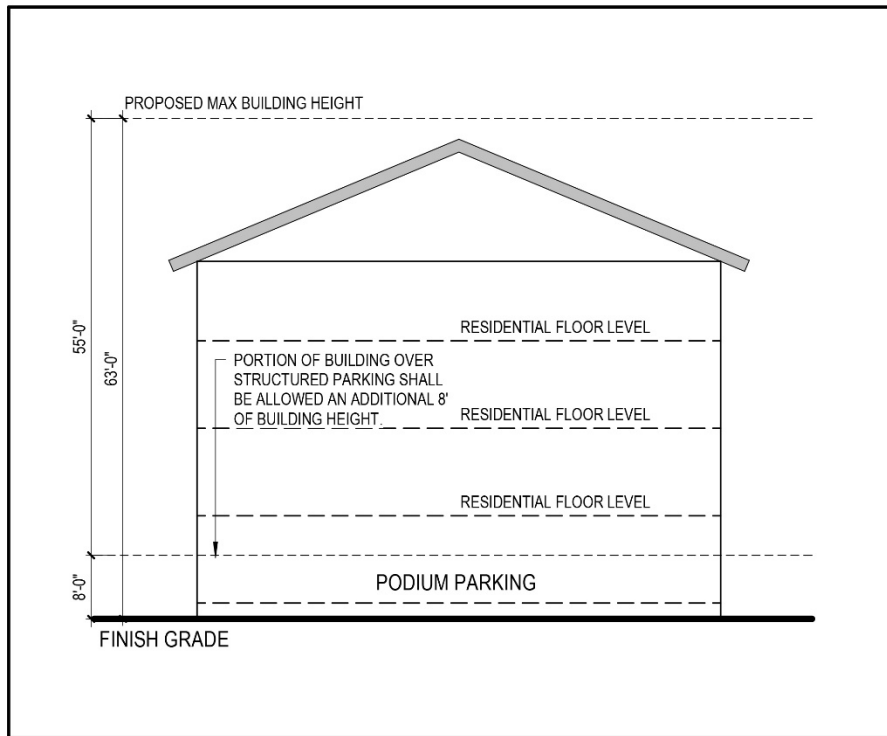 PROPOSED MAX BUILDING HEIGHT
RESIDENTIAL FLOOR LEVEL
55'-0"
63'-0"
PORTION OF BUILDING OVER
STRUCTURED PARKING SHALL
BE ALLOWED AN ADDITIONAL 8'
OF BUILDING HEIGHT.
RESIDENTIAL FLOOR LEVEL
RESIDENTIAL FLOOR LEVEL
8'-0"
PODIUM PARKING
FINISH GRADE